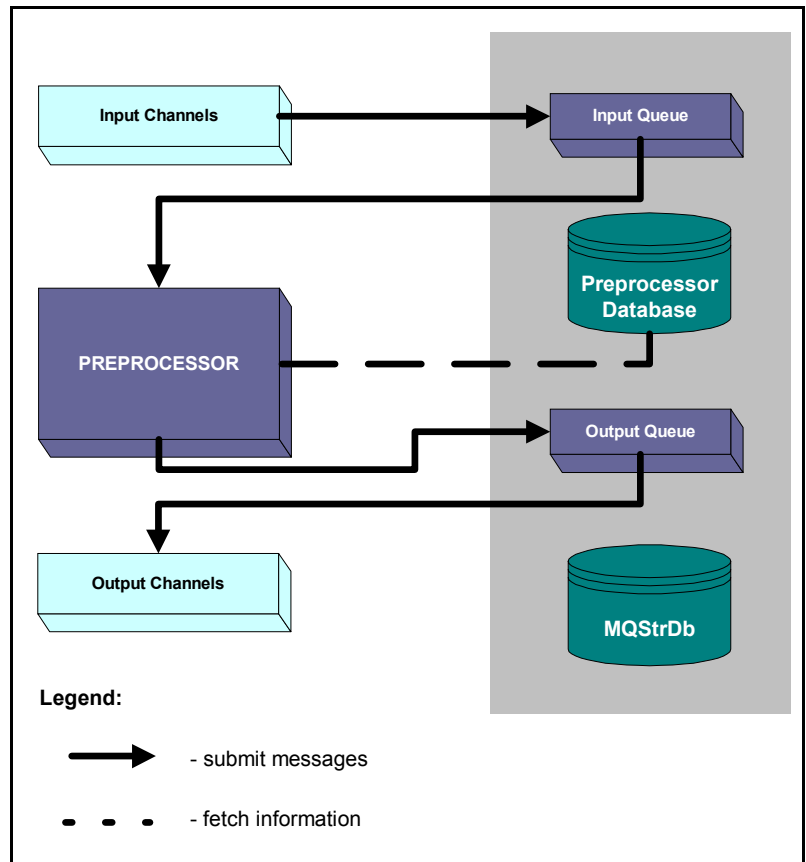 Input Channels
Input Queue
Preprocessor
Database
PREPROCESSOR
Output Queue
Output Channels
MQStrDb
Legend:
- submit messages
- fetch information